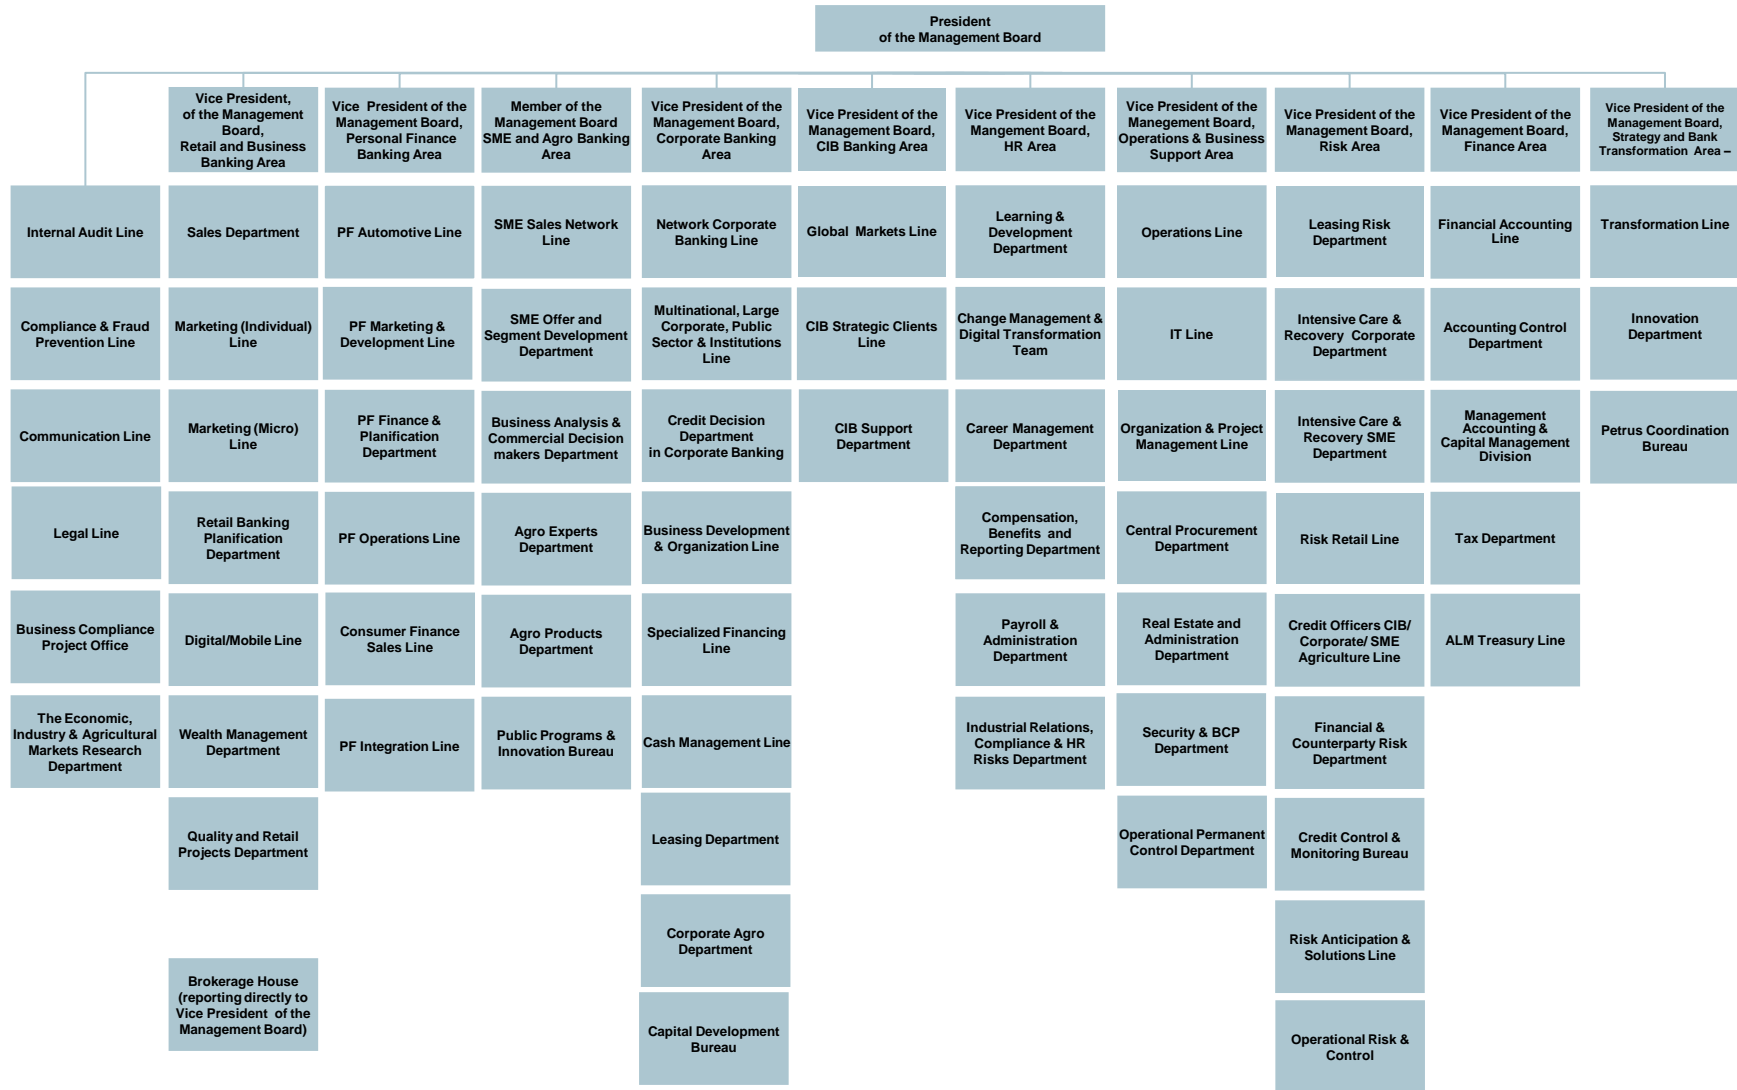 President
of the Management Board
Vice President,
of the Management
Board,
Retail and Business
Banking Area
Vice President of the
Management Board,
Personal Finance
Banking Area
Member of the
Management Board
SME and Agro Banking
Area
Vice President of the
Management Board,
Corporate Banking
Area
Vice President of the
Management Board,
CIB Banking Area
Vice President of the
Mangement Board,
HR Area
Vice President of the
Menegement Board,
Operations & Business
Support Area
Vice President of the
Management Board,
Risk Area
Vice President of the
Management Board,
Finance Area
Vice President of the
Management Board,
Strategy and Bank
Transformation Area –
Internal Audit Line
Compliance & Fraud
Prevention Line
Communication Line
Legal Line
Business Compliance
Project Office
The Economic,
Industry & Agricultural
Markets Research
Department
Sales Department
Marketing (Individual)
Line
Marketing (Micro)
Line
Retail Banking
Planification
Department
Digital/Mobile Line
Wealth Management
Department
Quality and Retail
Projects Department
Brokerage House
(reporting directly to
Vice President of the
Management Board)
PF Automotive Line
PF Marketing &
Development Line
PF Finance &
Planification
Department
PF Operations Line
Consumer Finance
Sales Line
PF Integration Line
SME Sales Network
Line
SME Offer and
Segment Development
Department
Business Analysis &
Commercial Decision
makers Department
Agro Experts
Department
Agro Products
Department
Public Programs &
Innovation Bureau
Network Corporate
Banking Line
Multinational, Large
Corporate, Public
Sector & Institutions
Line
Credit Decision
Department
in Corporate Banking
Business Development
& Organization Line
Specialized Financing
Line
Cash Management Line
Leasing Department
Corporate Agro
Department
Capital Development
Bureau
Global Markets Line
CIB Strategic Clients
Line
CIB Support
Department
Learning &
Development
Department
Change Management &
Digital Transformation
Team
Career Management
Department
Compensation,
Benefits and
Reporting Department
Payroll &
Administration
Department
Industrial Relations,
Compliance & HR
Risks Department
Operations Line
IT Line
Organization & Project
Management Line
Central Procurement
Department
Real Estate and
Administration
Department
Security & BCP
Department
Operational Permanent
Control Department
Leasing Risk
Department
Intensive Care &
Recovery Corporate
Department
Intensive Care &
Recovery SME
Department
Risk Retail Line
Credit Officers CIB/
Corporate/ SME
Agriculture Line
Financial &
Counterparty Risk
Department
Credit Control &
Monitoring Bureau
Risk Anticipation &
Solutions Line
Operational Risk &
Control
Financial Accounting
Line
Accounting Control
Department
Management
Accounting &
Capital Management
Division
Tax Department
ALM Treasury Line
Transformation Line
Innovation
Department
Petrus Coordination
Bureau